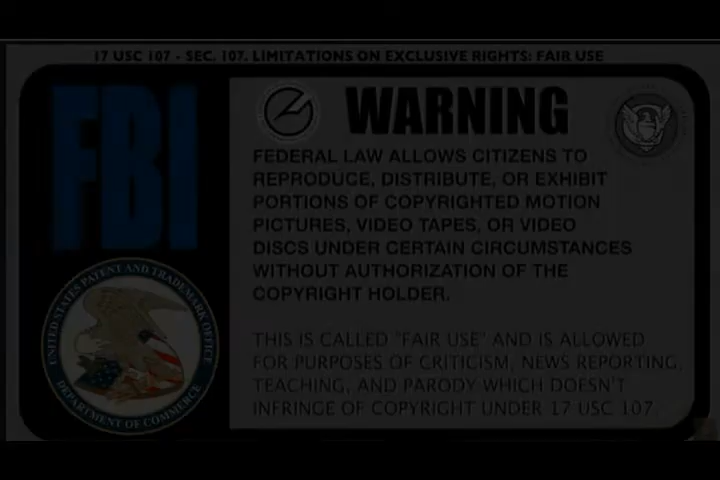 17 USC 107 - SEC. 107. LIMITATIONS ON EXCLUSIVE RIGHTS: FAIR USE
FBI
WARNING
FEDERAL LAW ALLOWS CITIZENS TO
REPRODUCE, DISTRIBUTE, OR EXHIBIT
PORTIONS OF COPYRIGHTED MOTION
PICTURES, VIDEO TAPES, OR VIDEO
DISCS UNDER CERTAIN CIRCUMSTANCES
WITHOUT AUTHORIZATION OF THE
COPYRIGHT HOLDER.
THIS IS CALLED "FAIR USE" AND IS ALLOWED
FOR PURPOSES OF CRITICISM, NEWS REPORTING,
TEACHING, AND PARODY WHICH DOESN'T
INFRINGE OF COPYRIGHT UNDER 17 USC 107.
UNITED STATES PATENT AND TRADEMARK OFFICE
DEPARTMENT OF COMMERCE